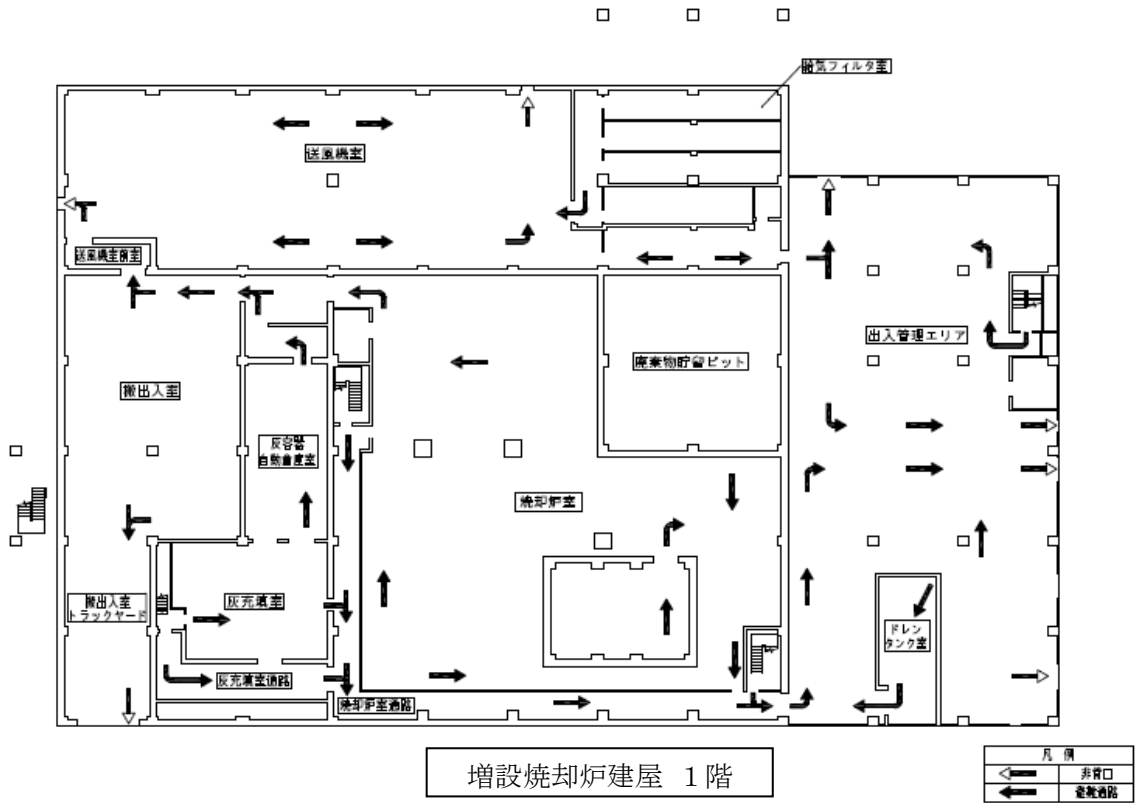 給気フィルタ室
送風機室
送風機室前室
出入管理エリア
廃棄物貯留ピット
搬出入室
灰容器
自動倉庫室
焼却炉室
搬出入室
トラックヤード
灰充填室
ドレン
タンク室
灰充填室通路
焼却炉室通路
増設焼却炉建屋 1階
凡 例
非常口
避難通路